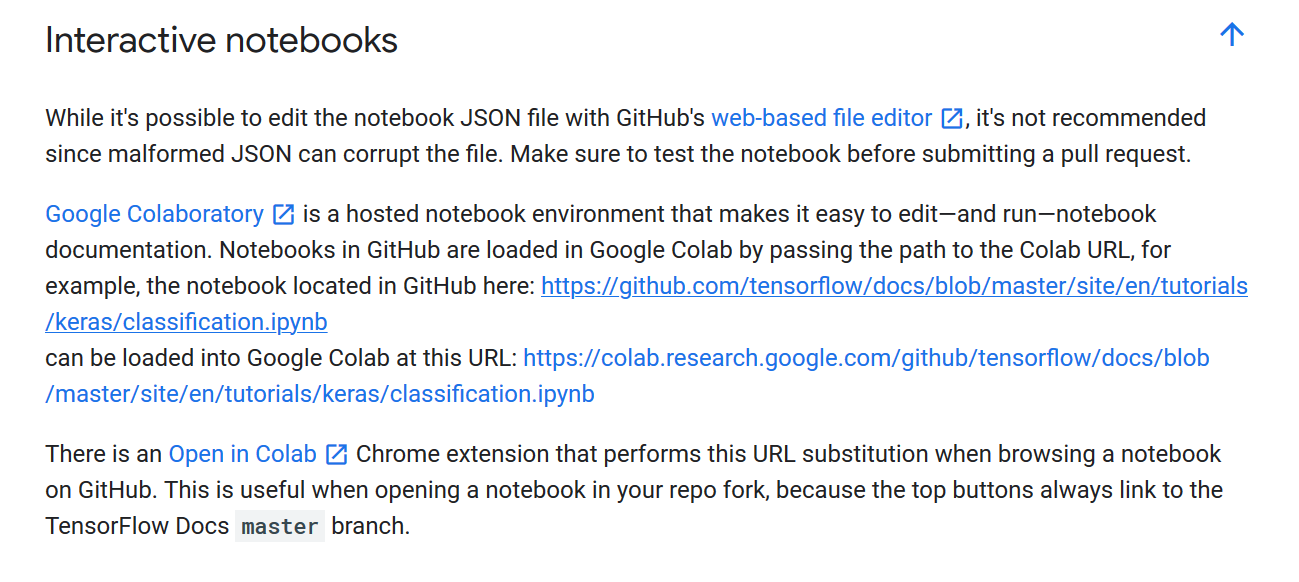 Interactive notebooks
While it's possible to edit the notebook JSON file with GitHub's web-based file editor, it's not recommended
since malformed JSON can corrupt the file. Make sure to test the notebook before submitting a pull request.
Google Colaboratory is a hosted notebook environment that makes it easy to edit—and run—notebook
documentation. Notebooks in GitHub are loaded in Google Colab by passing the path to the Colab URL, for
example, the notebook located in GitHub here: https://github.com/tensorflow/docs/blob/master/site/en/tutorials
/keras/classification.ipynb
can be loaded into Google Colab at this URL: https://colab.research.google.com/github/tensorflow/docs/blob
/master/site/en/tutorials/keras/classification.ipynb
There is an Open in Colab Chrome extension that performs this URL substitution when browsing a notebook
on GitHub. This is useful when opening a notebook in your repo fork, because the top buttons always link to the
TensorFlow Docs master branch.